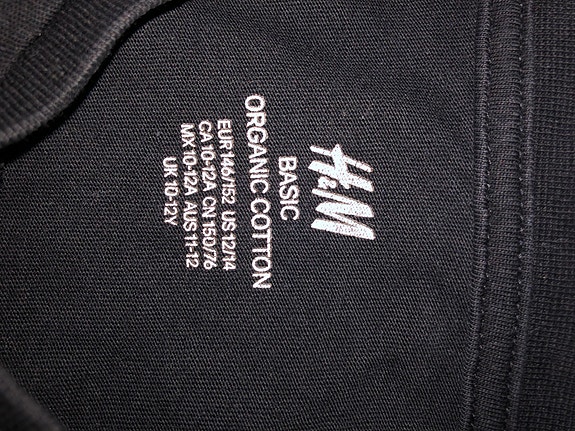 H&M
BASIC
ORGANIC COTTON
EUR 146/152 US 12/14
CA 10-12A CN 150/76
MX 10-12A AUS 11-12
UK 10-12Y